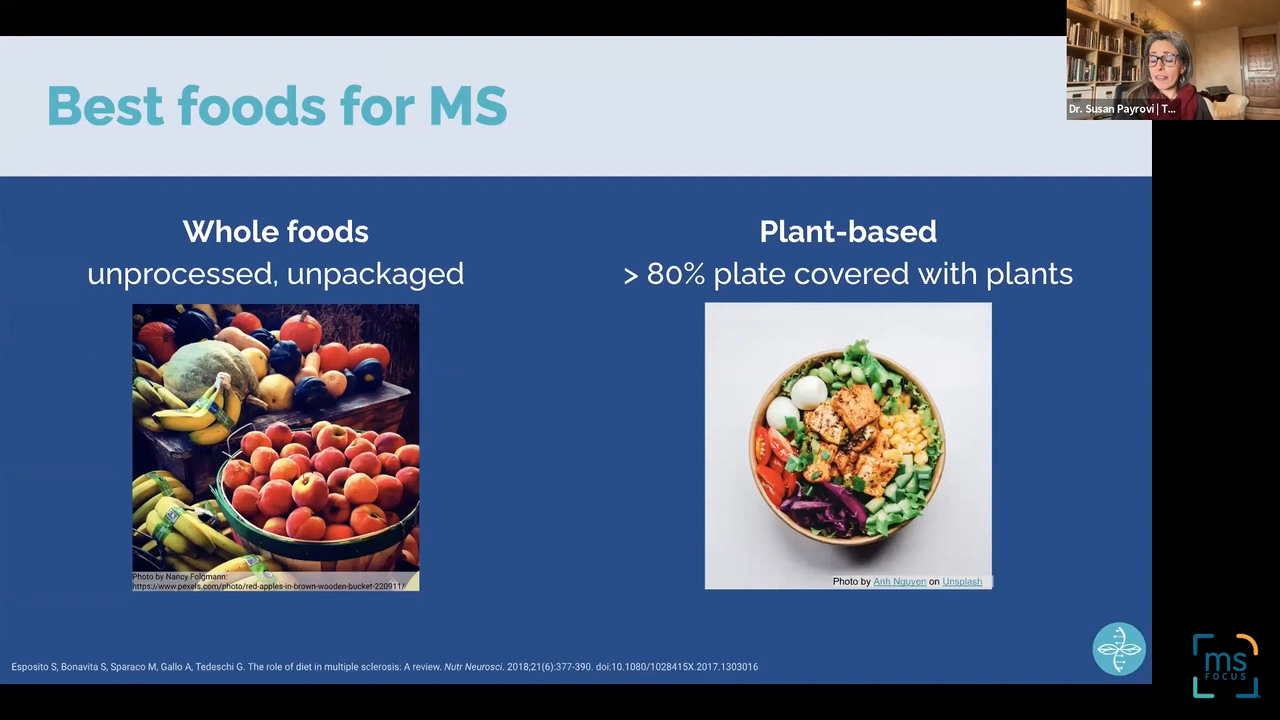 Best foods for MS
Dr. Susan Payrovi | T...
Whole foods
unprocessed, unpackaged
Plant-based
> 80% plate covered with plants
Photo by Nancy Folgmann:
https://www.pexels.com/photo/red-apples-in-brown-wooden-bucket-220911/
Photo by Anh Nguyen on Unsplash
Esposito S, Bonavita S, Sparaco M, Gallo A, Tedeschi G. The role of diet in multiple sclerosis: A review. Nutr Neurosci. 2018;21(6):377-390. doi:10.1080/1028415X.2017.1303016
ms
FOCUS